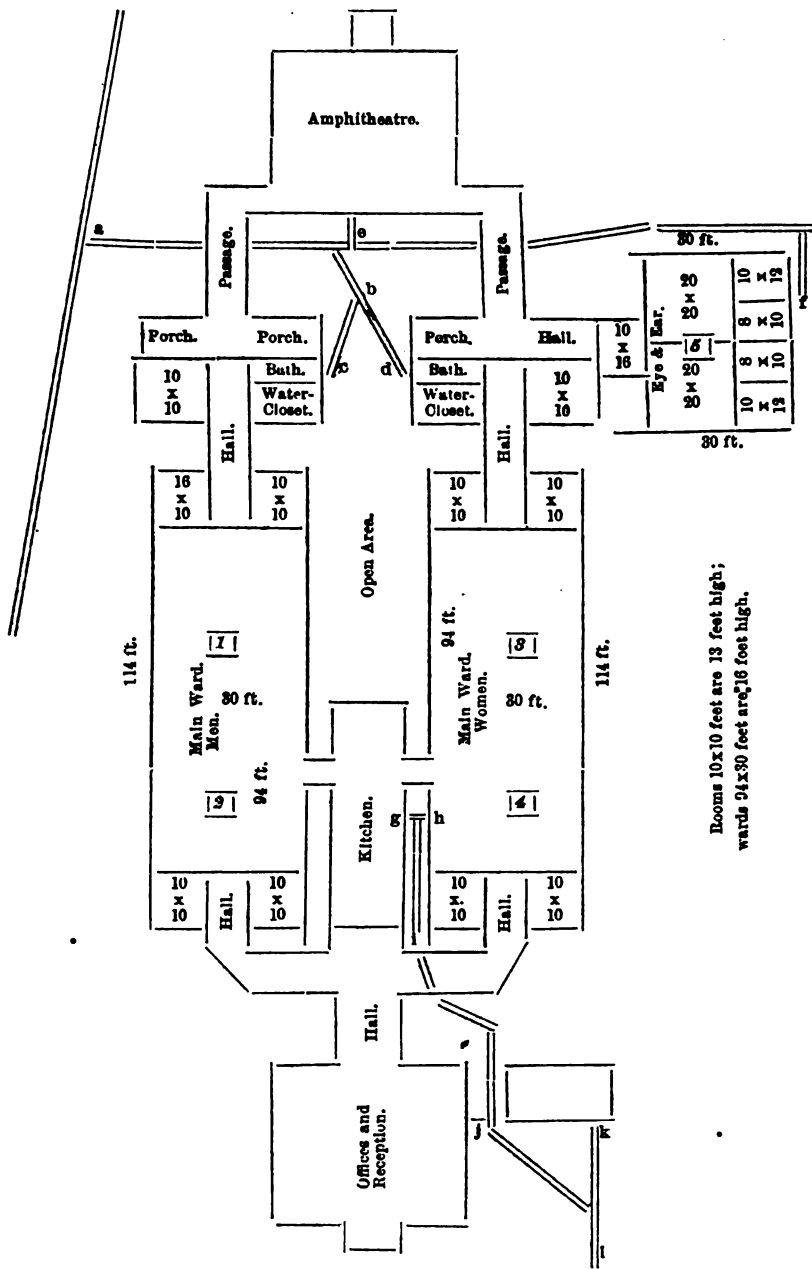 Amphitheatre.
a
e
Passage.
Passage.
30 ft.
f
b
Porch.
Porch.
Porch.
Hall.
10
×
16
Eye & Ear.
20
×
20
5
20
×
20
10 × 12
8 × 10
8 × 10
10 × 12
30 ft.
c
d
10
×
10
Bath.
Water-
Closet.
Bath.
Water-
Closet.
10
×
10
Hall.
Hall.
16
×
10
10
×
10
10
×
10
10
×
10
Open Area.
114 ft.
1
Main Ward.
Men.
30 ft.
94 ft.
2
94 ft.
3
Main Ward.
Women.
30 ft.
4
114 ft.
Rooms 10x10 feet are 13 feet high;
wards 94x30 feet are 16 feet high.
Kitchen.
g
h
10
×
10
Hall.
10
×
10
10
×
10
Hall.
10
×
10
Hall.
Offices and
Reception.
j
k
l